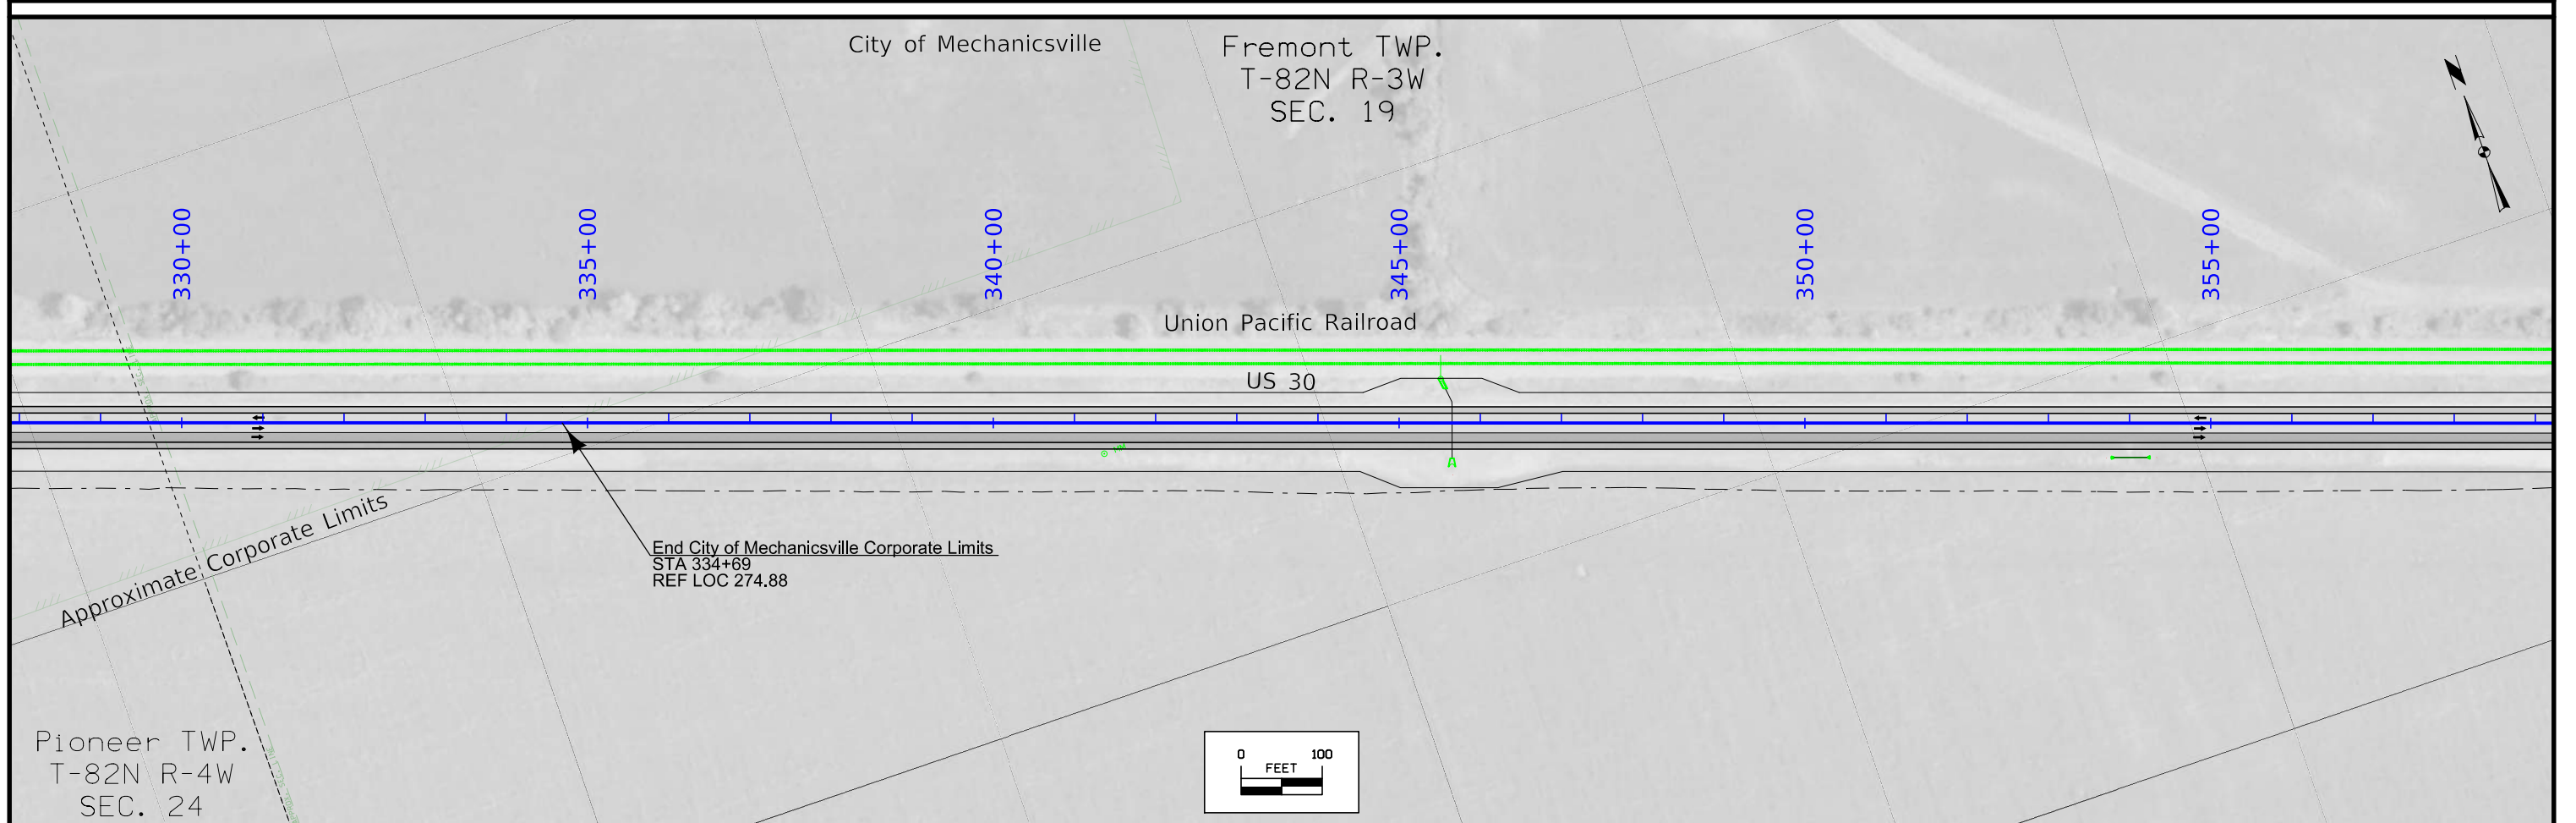 City of Mechanicsville
Fremont TWP.
T-82N R-3W
SEC. 19
330+00
335+00
340+00
345+00
350+00
355+00
Union Pacific Railroad
US 30
A
Approximate Corporate Limits
End City of Mechanicsville Corporate Limits
STA 334+69
REF LOC 274.88
Pioneer TWP.
T-82N R-4W
SEC. 24
0 100
FEET